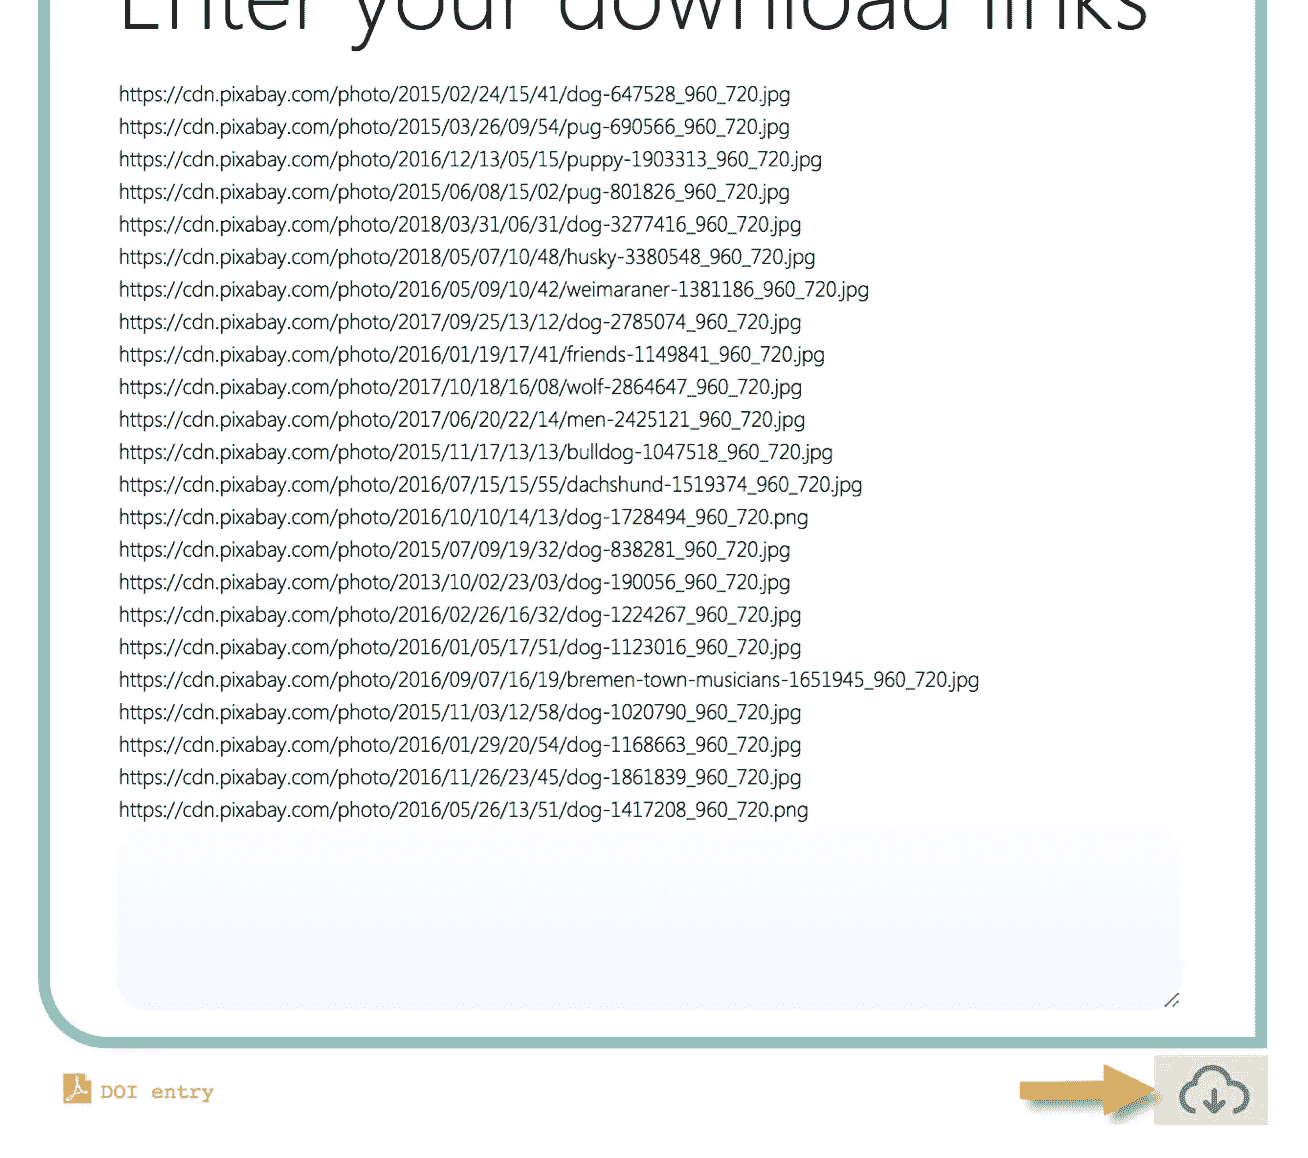 Enter your download links
https://cdn.pixabay.com/photo/2015/02/24/15/41/dog-647528_960_720.jpg
https://cdn.pixabay.com/photo/2015/03/26/09/54/pug-690566_960_720.jpg
https://cdn.pixabay.com/photo/2016/12/13/05/15/puppy-1903313_960_720.jpg
https://cdn.pixabay.com/photo/2015/06/08/15/02/pug-801826_960_720.jpg
https://cdn.pixabay.com/photo/2018/03/31/06/31/dog-3277416_960_720.jpg
https://cdn.pixabay.com/photo/2018/05/07/10/48/husky-3380548_960_720.jpg
https://cdn.pixabay.com/photo/2016/05/09/10/42/weimaraner-1381186_960_720.jpg
https://cdn.pixabay.com/photo/2017/09/25/13/12/dog-2785074_960_720.jpg
https://cdn.pixabay.com/photo/2016/01/19/17/41/friends-1149841_960_720.jpg
https://cdn.pixabay.com/photo/2017/10/18/16/08/wolf-2864647_960_720.jpg
https://cdn.pixabay.com/photo/2017/06/20/22/14/men-2425121_960_720.jpg
https://cdn.pixabay.com/photo/2015/11/17/13/13/bulldog-1047518_960_720.jpg
https://cdn.pixabay.com/photo/2016/07/15/15/55/dachshund-1519374_960_720.jpg
https://cdn.pixabay.com/photo/2016/10/10/14/13/dog-1728494_960_720.png
https://cdn.pixabay.com/photo/2015/07/09/19/32/dog-838281_960_720.jpg
https://cdn.pixabay.com/photo/2013/10/02/23/03/dog-190056_960_720.jpg
https://cdn.pixabay.com/photo/2016/02/26/16/32/dog-1224267_960_720.jpg
https://cdn.pixabay.com/photo/2016/01/05/17/51/dog-1123016_960_720.jpg
https://cdn.pixabay.com/photo/2016/09/07/16/19/bremen-town-musicians-1651945_960_720.jpg
https://cdn.pixabay.com/photo/2015/11/03/12/58/dog-1020790_960_720.jpg
https://cdn.pixabay.com/photo/2016/01/29/20/54/dog-1168663_960_720.jpg
https://cdn.pixabay.com/photo/2016/11/26/23/45/dog-1861839_960_720.jpg
https://cdn.pixabay.com/photo/2016/05/26/13/51/dog-1417208_960_720.png
DOI entry